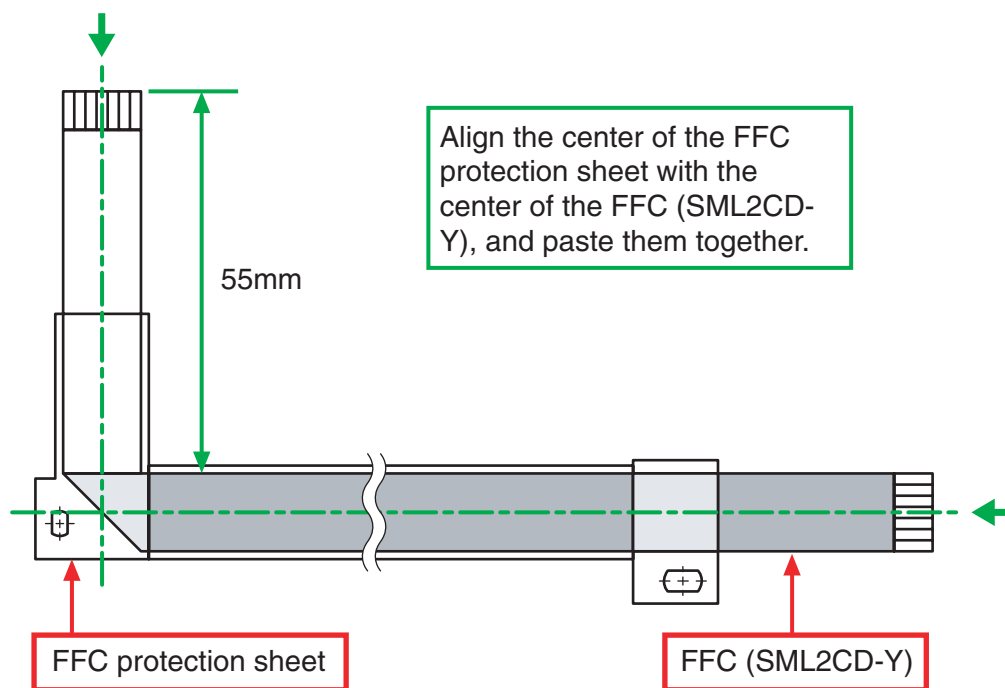 Align the center of the FFC
protection sheet with the
center of the FFC (SML2CD-
Y), and paste them together.
55mm
FFC protection sheet
FFC (SML2CD-Y)